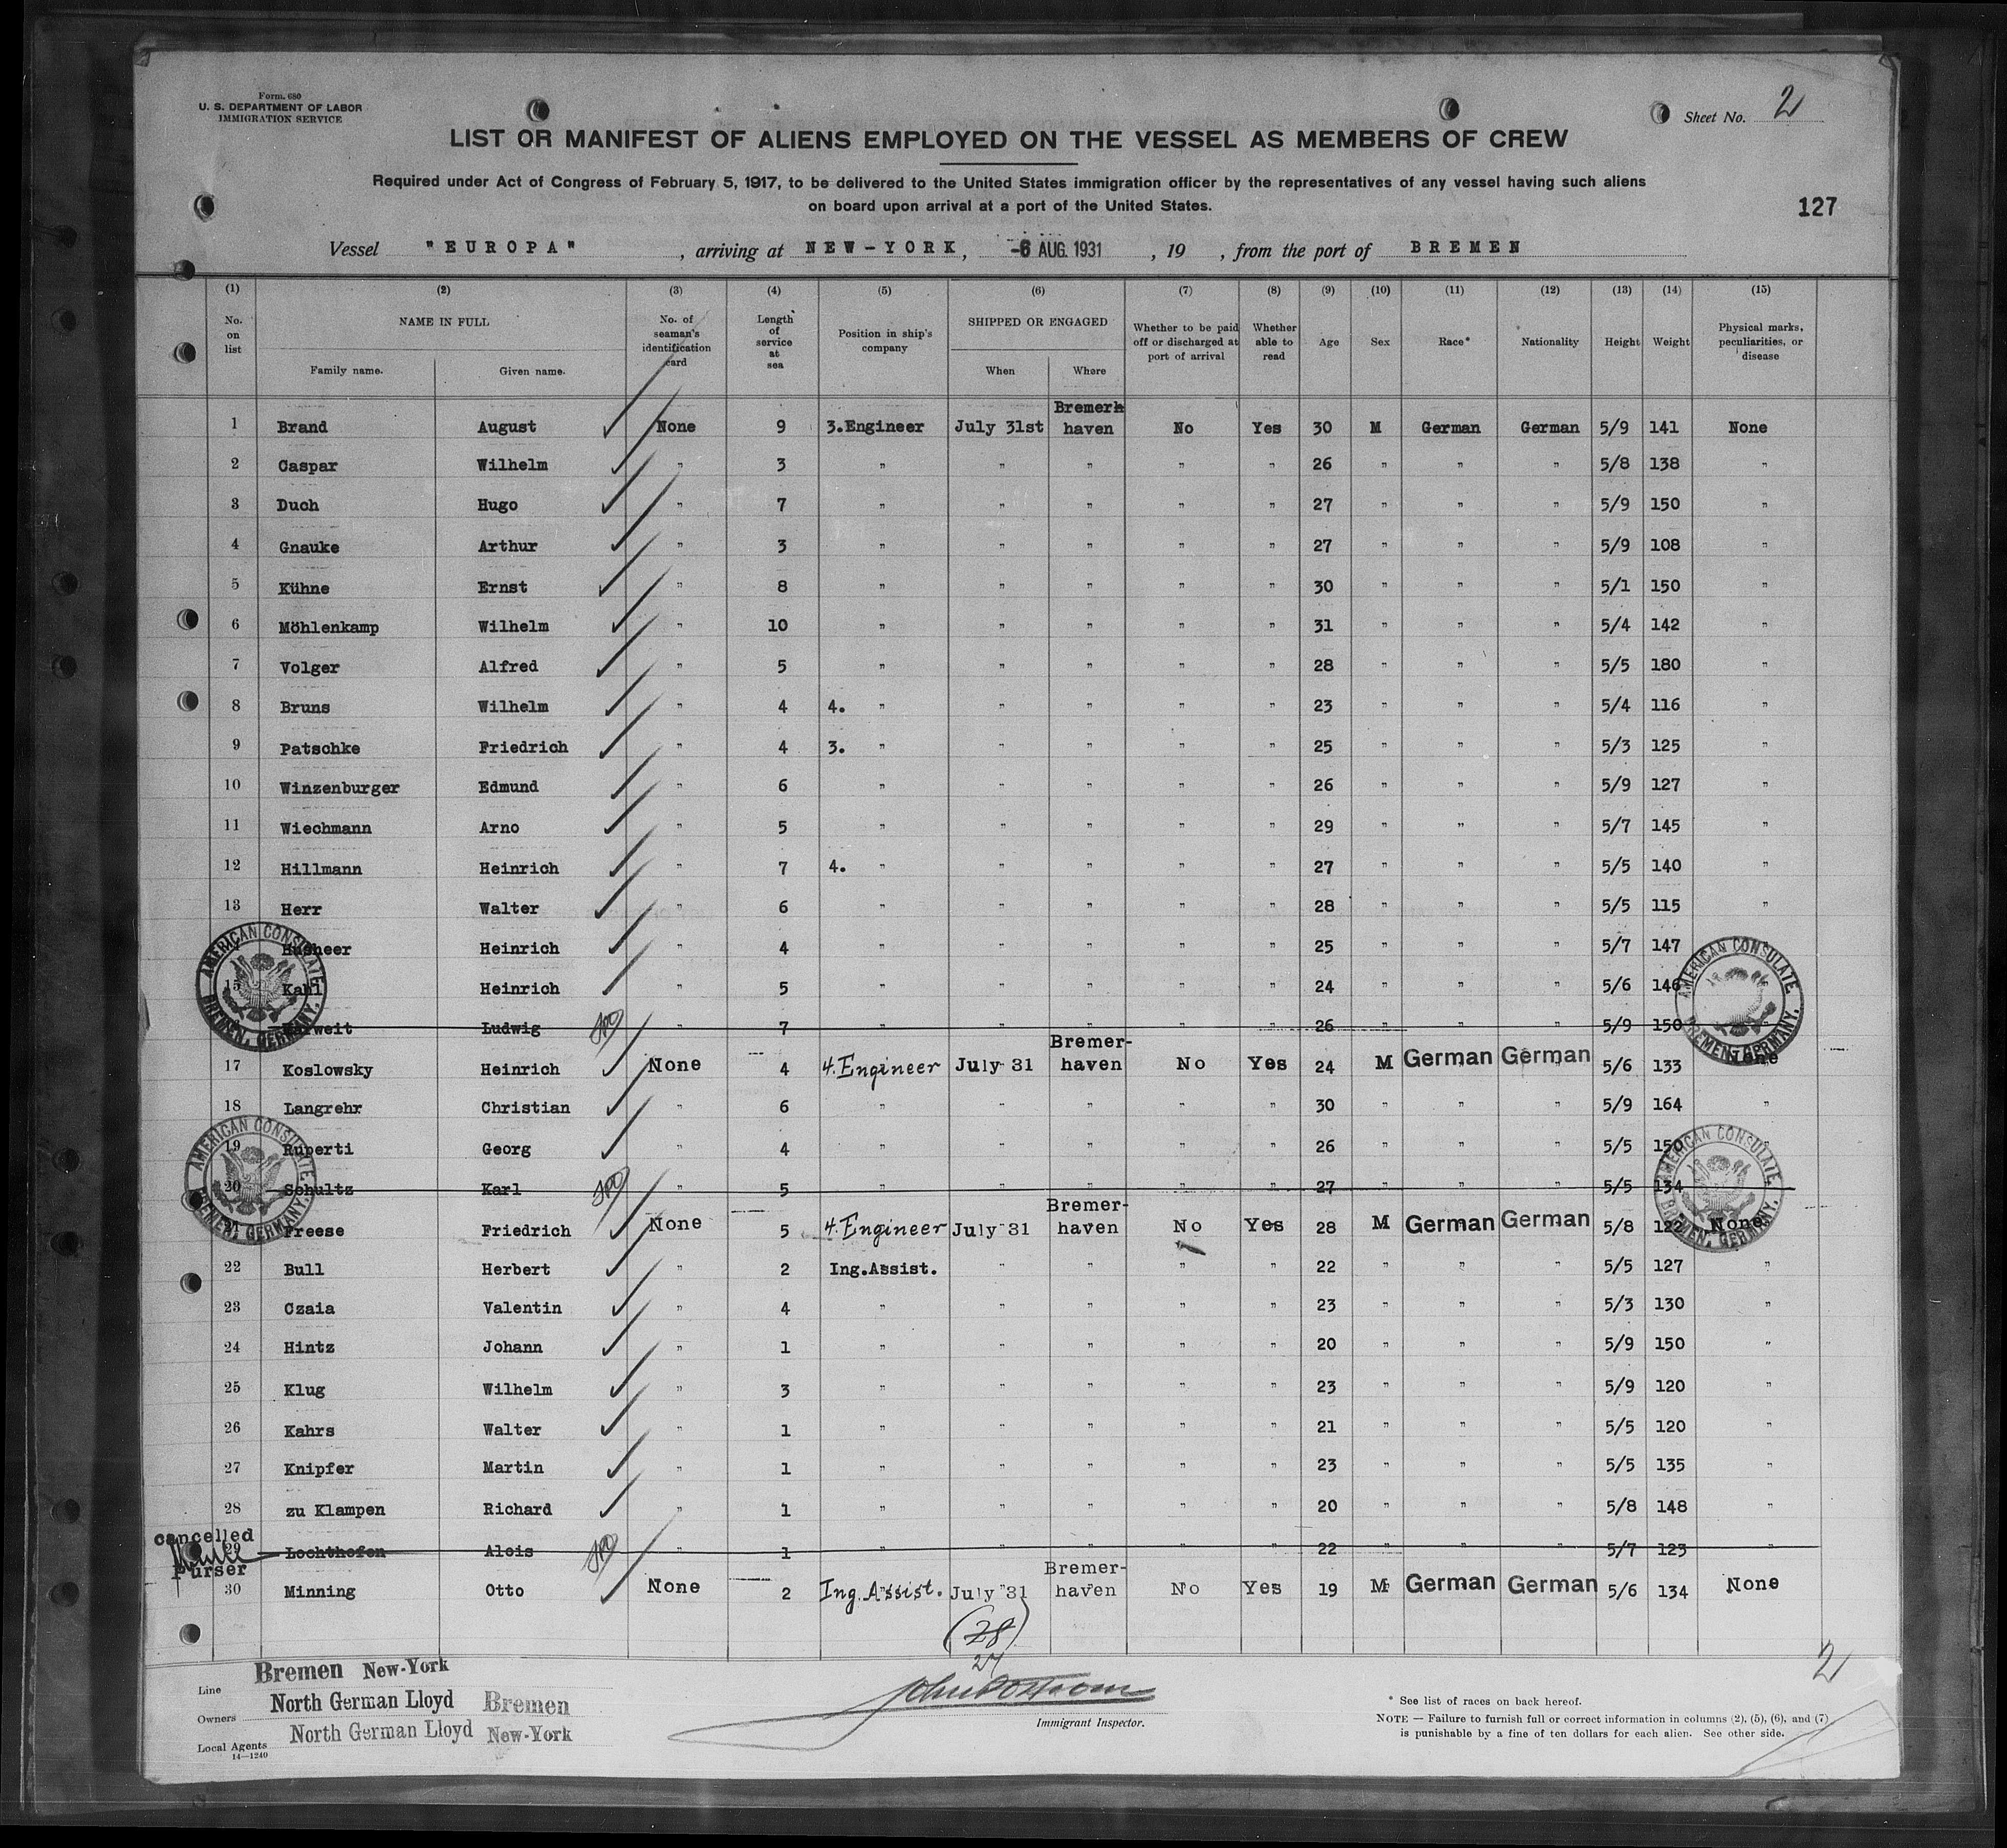 Form. 680
U. S. DEPARTMENT OF LABOR
IMMIGRATION SERVICE
Sheet No. 2
LIST OR MANIFEST OF ALIENS EMPLOYED ON THE VESSEL AS MEMBERS OF CREW
Required under Act of Congress of February 5, 1917, to be delivered to the United States immigration officer by the representatives of any vessel having such aliens
on board upon arrival at a port of the United States.
127
Vessel "EUROPA", arriving at NEW-YORK, -6 AUG. 1931, 19 , from the port of BREMEN
(1) (2) (3) (4) (5) (6) (7) (8) (9) (10) (11) (12) (13) (14) (15)
No. on list NAME IN FULL Family name. Given name. No. of seaman's identification card Length of service at sea Position in ship's company SHIPPED OR ENGAGED When Where Whether to be paid off or discharged at port of arrival Whether able to read Age Sex Race* Nationality Height Weight Physical marks, peculiarities, or disease
1 Brand August None 9 3.Engineer July 31st Bremerhaven No Yes 30 M German German 5/9 141 None
2 Caspar Wilhelm " 3 " " " " " 26 " " " 5/8 138 "
3 Duch Hugo " 7 " " " " " 27 " " " 5/9 150 "
4 Gnauke Arthur " 3 " " " " " 27 " " " 5/9 108 "
5 Kühne Ernst " 8 " " " " " 30 " " " 5/1 150 "
6 Möhlenkamp Wilhelm " 10 " " " " " 31 " " " 5/4 142 "
7 Volger Alfred " 5 " " " " " 28 " " " 5/5 180 "
8 Bruns Wilhelm " 4 4. " " " " " 23 " " " 5/4 116 "
9 Patschke Friedrich " 4 3. " " " " " 25 " " " 5/3 125 "
10 Winzenburger Edmund " 6 " " " " " 26 " " " 5/9 127 "
11 Wiechmann Arno " 5 " " " " " 29 " " " 5/7 145 "
12 Hillmann Heinrich " 7 4. " " " " " 27 " " " 5/5 140 "
13 Herr Walter " 6 " " " " " 28 " " " 5/5 115 "
Husheer Heinrich " 4 " " " " " 25 " " " 5/7 147 "
15 Kahl Heinrich " 5 " " " " " 24 " " " 5/6 146
Ludwig " 7 " " " " " 26 " " " 5/9 150 "
17 Koslowsky Heinrich None 4 4.Engineer July 31 Bremer-haven No Yes 24 M German German 5/6 133 None
18 Langrehr Christian " 6 " " " " " 30 " " " 5/9 164 "
19 Ruperti Georg " 4 " " " " " 26 " " " 5/5 150 "
20 Schultz Karl " 5 " " " " " 27 " " " 5/5 134
21 Freese Friedrich None 5 4.Engineer July 31 Bremer-haven No Yes 28 M German German 5/8 122 None
22 Bull Herbert " 2 Ing.Assist. " " " " 22 " " " 5/5 127 "
23 Czaia Valentin " 4 " " " " " 23 " " " 5/3 130 "
24 Hintz Johann " 1 " " " " " 20 " " " 5/9 150 "
25 Klug Wilhelm " 3 " " " " " 23 " " " 5/9 120 "
26 Kahrs Walter " 1 " " " " " 21 " " " 5/5 120 "
27 Knipfer Martin " 1 " " " " " 23 " " " 5/5 135 "
28 zu Klampen Richard " 1 " " " " " 20 " " " 5/8 148 "
cancelled
29 Lochthofen Alois " 1 " " " " " 22 " " " 5/7 123 "
Purser
30 Minning Otto None 2 Ing.Assist. July 31 Bremer-haven No Yes 19 M German German 5/6 134 None
(28)
27
2
AMERICAN CONSULATE BREMEN, GERMANY.
AMERICAN CONSULATE BREMEN, GERMANY.
AMERICAN CONSULATE BREMEN, GERMANY.
AMERICAN CONSULATE BREMEN, GERMANY.
Line Bremen New-York
Owners North German Lloyd Bremen
Local Agents North German Lloyd New-York
14—1240
Immigrant Inspector.
* See list of races on back hereof.
NOTE — Failure to furnish full or correct information in columns (2), (5), (6), and (7)
is punishable by a fine of ten dollars for each alien. See other side.